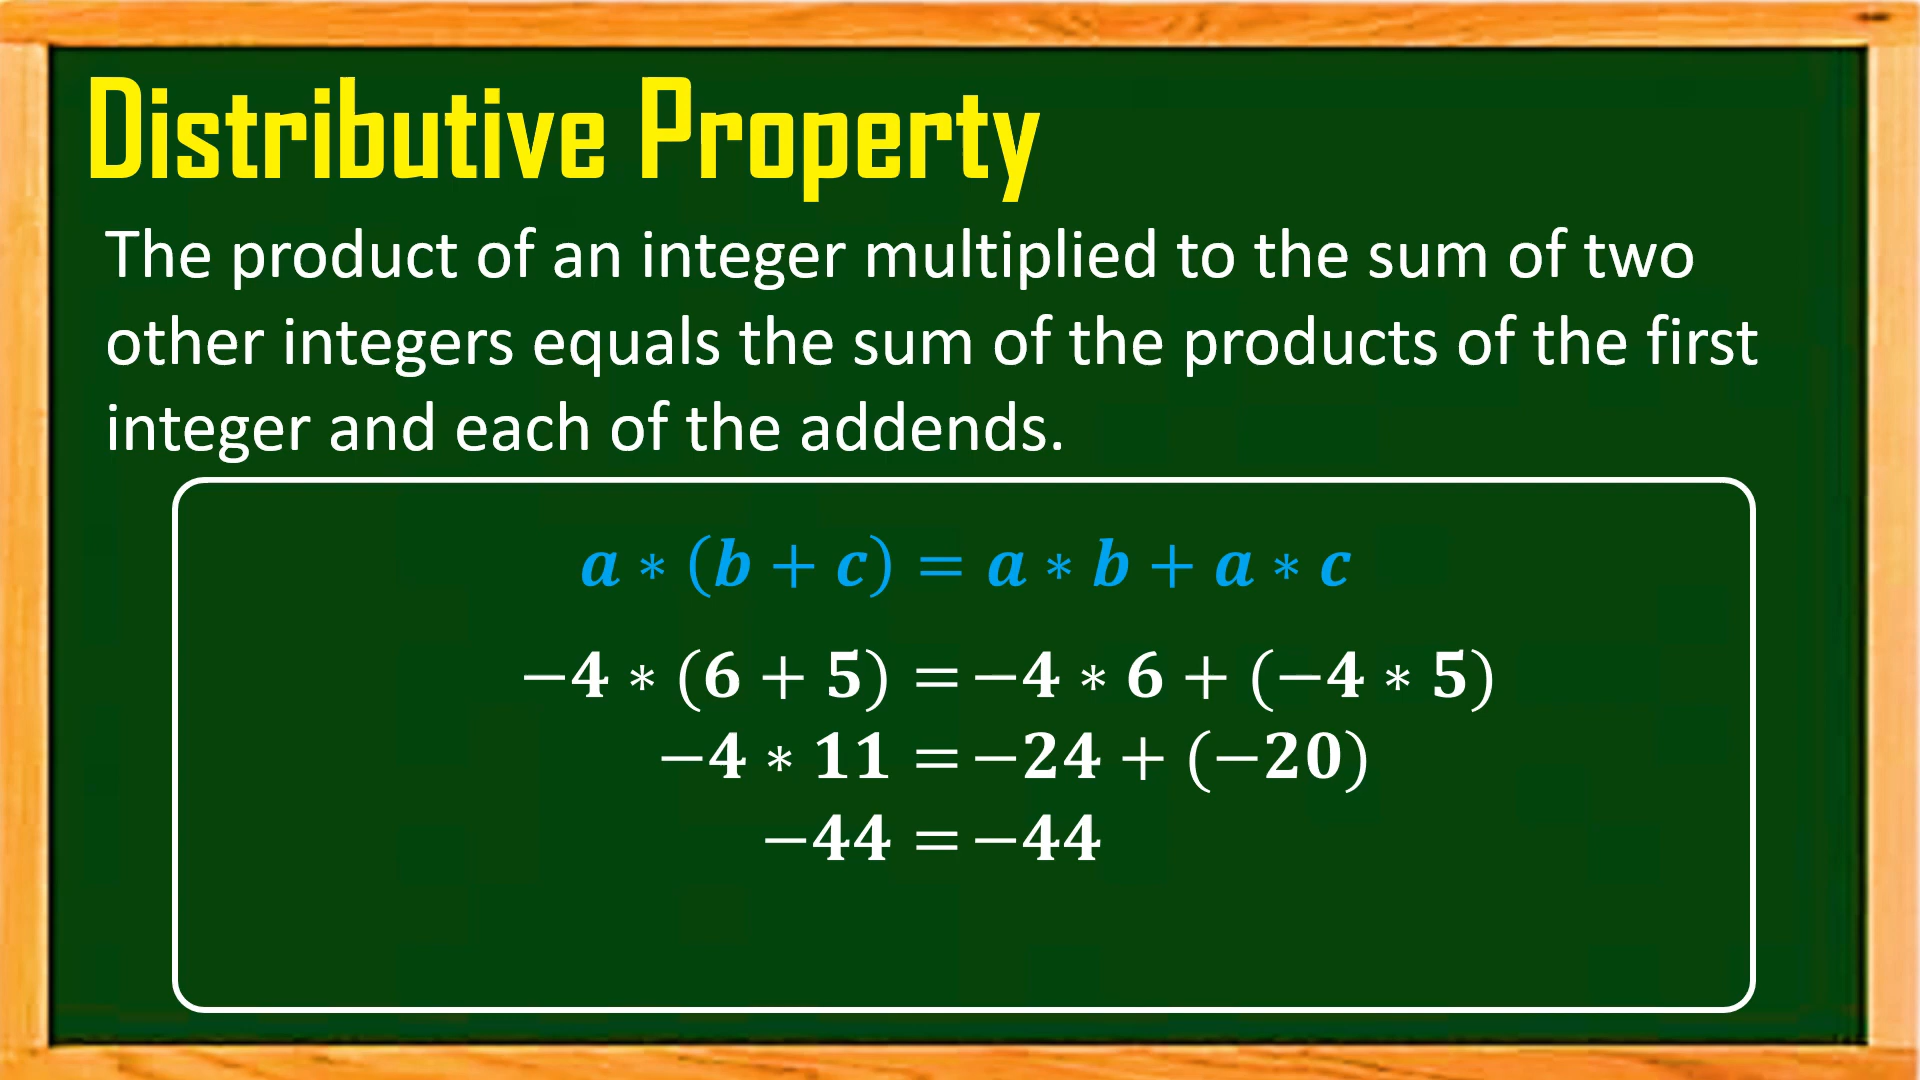 Distributive Property
The product of an integer multiplied to the sum of two
other integers equals the sum of the products of the first
integer and each of the addends.
a ∗ (b + c) = a ∗ b + a ∗ c
−4 ∗ (6 + 5) = −4 ∗ 6 + (−4 ∗ 5)
−4 ∗ 11 = −24 + (−20)
−44 = −44